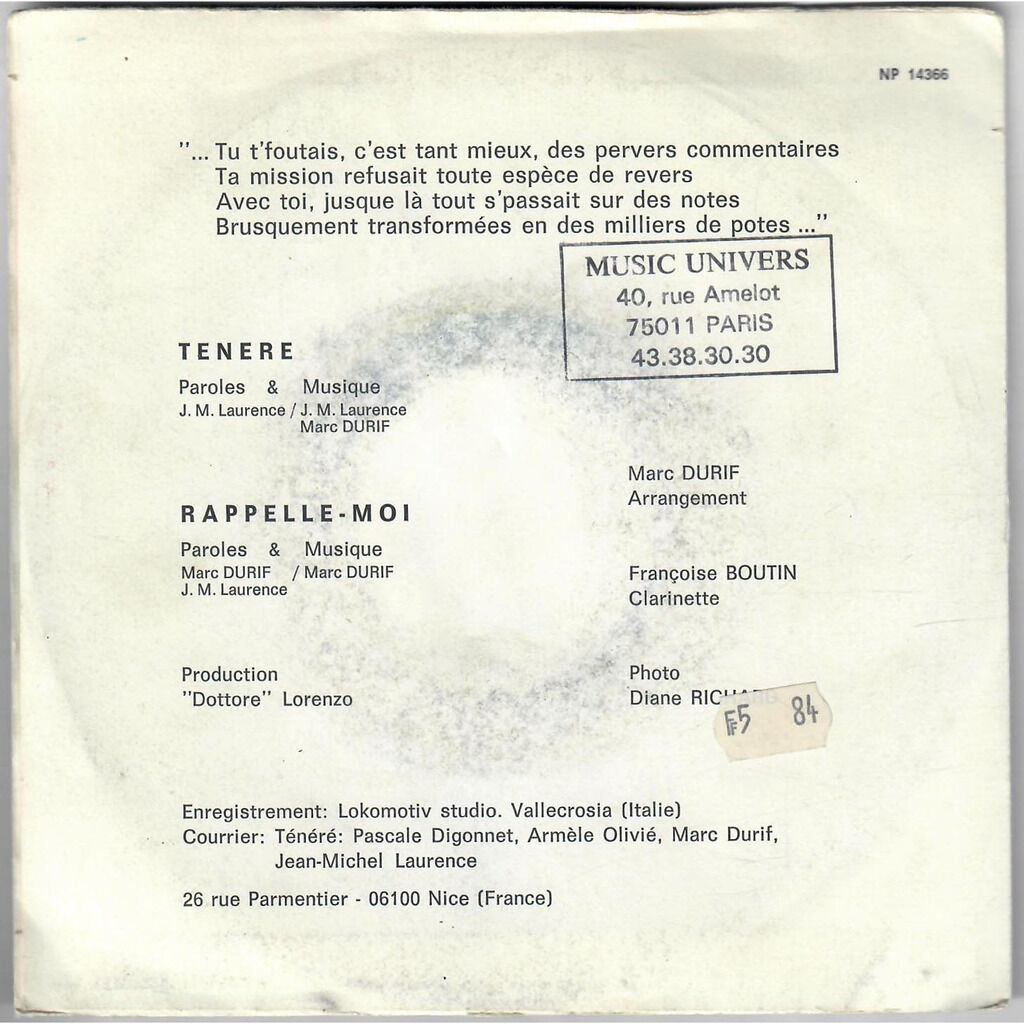 NP 14366
"... Tu t'foutais, c'est tant mieux, des pervers commentaires
Ta mission refusait toute espèce de revers
Avec toi, jusque là tout s'passait sur des notes
Brusquement transformées en des milliers de potes ..."
MUSIC UNIVERS
40, rue Amelot
75011 PARIS
43.38.30.30
TENERE
Paroles & Musique
J. M. Laurence / J. M. Laurence
Marc DURIF
RAPPELLE-MOI
Paroles & Musique
Marc DURIF / Marc DURIF
J. M. Laurence
Production
"Dottore" Lorenzo
Marc DURIF
Arrangement
Françoise BOUTIN
Clarinette
Photo
Diane
F5 84
Enregistrement: Lokomotiv studio. Vallecrosia (Italie)
Courrier: Ténéré: Pascale Digonnet, Armèle Olivié, Marc Durif,
Jean-Michel Laurence
26 rue Parmentier - 06100 Nice (France)